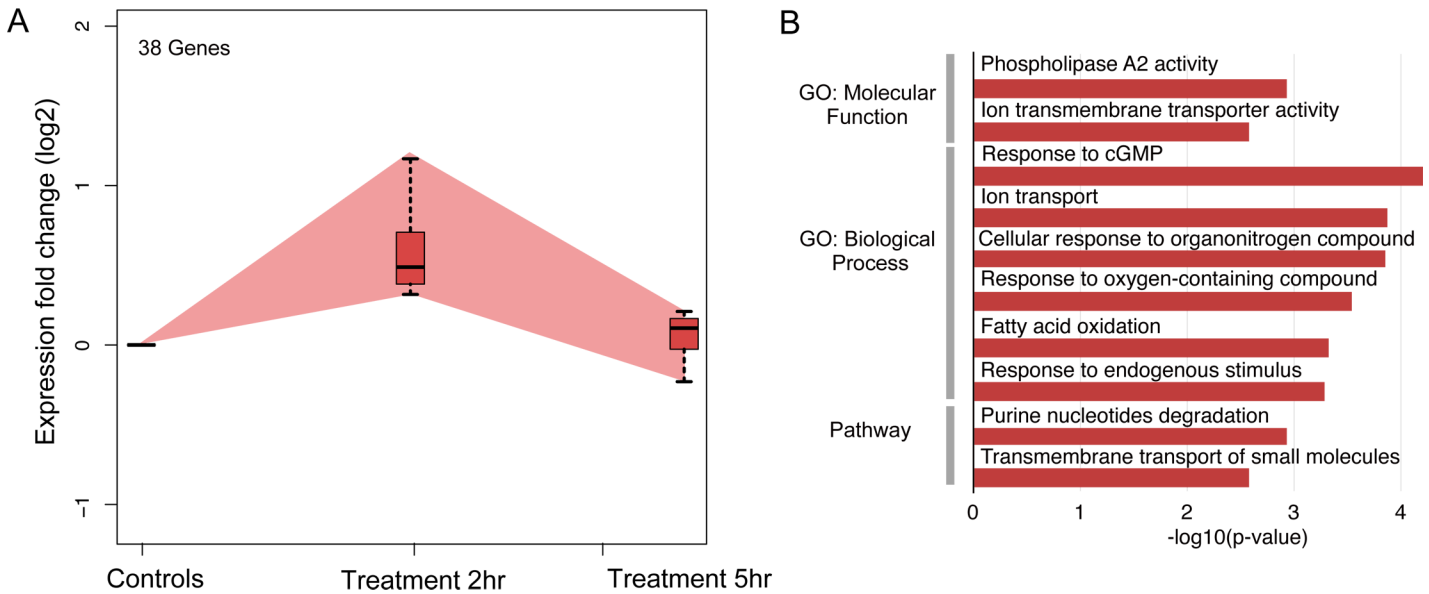 A
38 Genes
Expression fold change (log2)
2
1
0
−1
Controls
Treatment 2hr
Treatment 5hr
B
GO: Molecular
Function
Phospholipase A2 activity
Ion transmembrane transporter activity
GO: Biological
Process
Response to cGMP
Ion transport
Cellular response to organonitrogen compound
Response to oxygen-containing compound
Fatty acid oxidation
Response to endogenous stimulus
Pathway
Purine nucleotides degradation
Transmembrane transport of small molecules
0 1 2 3 4
-log10(p-value)